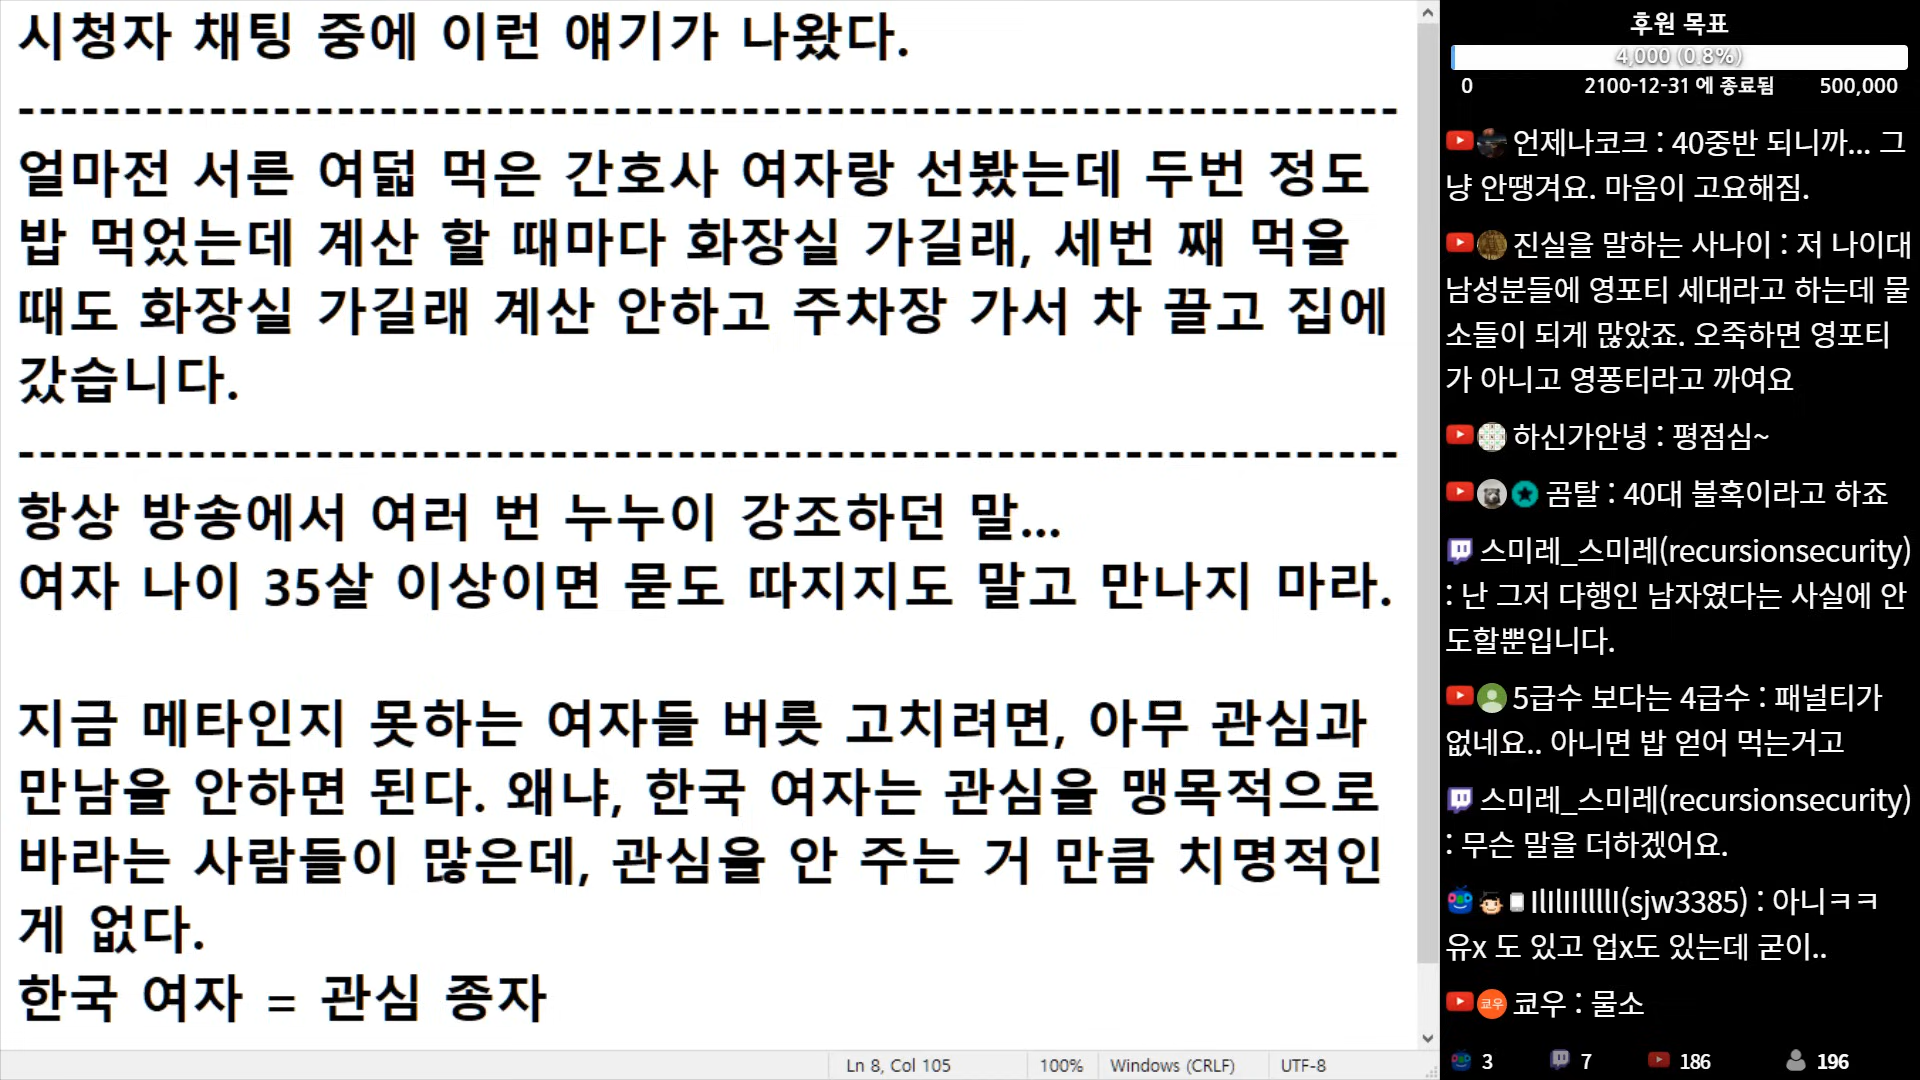 시청자 채팅 중에 이런 얘기가 나왔다.
--------------------------------------------------------------------
얼마전 서른 여덟 먹은 간호사 여자랑 선봤는데 두번 정도
밥 먹었는데 계산 할 때마다 화장실 가길래, 세번 째 먹을
때도 화장실 가길래 계산 안하고 주차장 가서 차 끌고 집에
갔습니다.
--------------------------------------------------------------------
항상 방송에서 여러 번 누누이 강조하던 말...
여자 나이 35살 이상이면 묻도 따지지도 말고 만나지 마라.
지금 메타인지 못하는 여자들 버릇 고치려면, 아무 관심과
만남을 안하면 된다. 왜냐, 한국 여자는 관심을 맹목적으로
바라는 사람들이 많은데, 관심을 안 주는 거 만큼 치명적인
게 없다.
한국 여자 = 관심 종자
Ln 8, Col 105 100% Windows (CRLF) UTF-8
후원 목표
4,000 (0.8%)
0 2100-12-31 에 종료됨 500,000
언제나코크 : 40중반 되니까... 그
냥 안땡겨요. 마음이 고요해짐.
진실을 말하는 사나이 : 저 나이대
남성분들에 영포티 세대라고 하는데 물
소들이 되게 많았죠. 오죽하면 영포티
가 아니고 영퐁티라고 까여요
하신가안녕 : 평점심~
곰탈 : 40대 불혹이라고 하죠
스미레_스미레(recursionsecurity)
: 난 그저 다행인 남자였다는 사실에 안
도할뿐입니다.
5급수 보다는 4급수 : 패널티가
없네요.. 아니면 밥 얻어 먹는거고
스미레_스미레(recursionsecurity)
: 무슨 말을 더하겠어요.
IlIlIIlllII(sjw3385) : 아니ㅋㅋ
유x 도 있고 업x도 있는데 굳이..
쿄우
쿄우 : 물소
3 7 186 196